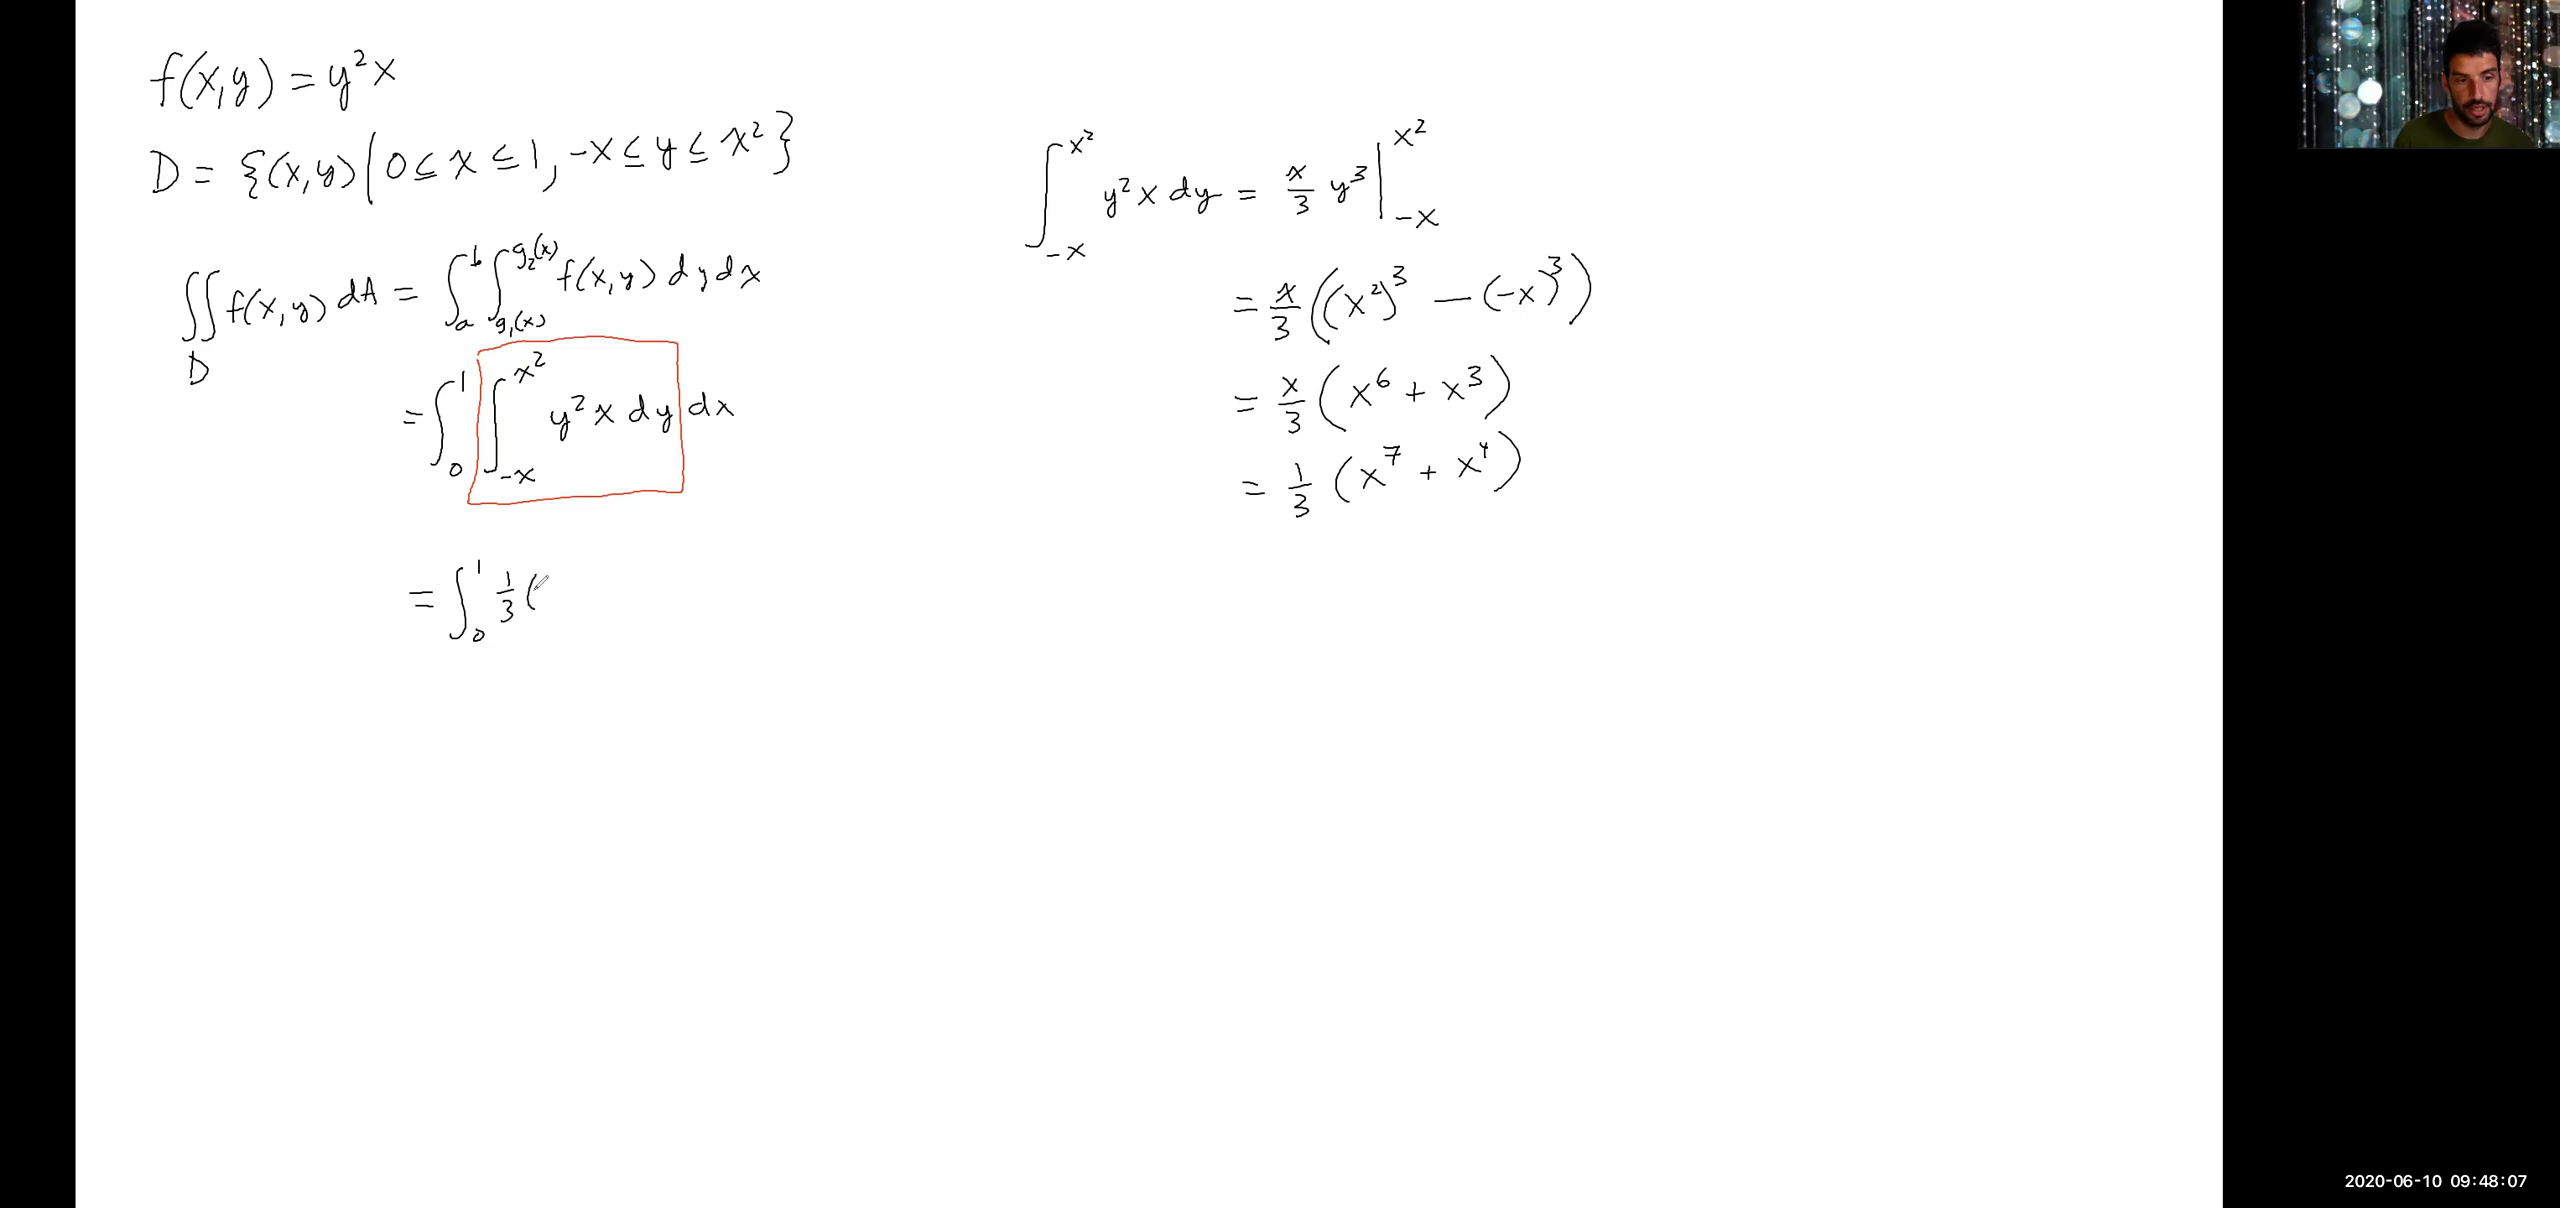 f(x,y) = y²x
D = {(x,y) | 0 ≤ x ≤ 1, -x ≤ y ≤ x²}
∬_D f(x,y) dA = ∫_a^b ∫_{g₁(x)}^{g₂(x)} f(x,y) dy dx
= ∫_0^1 ∫_{-x}^{x²} y²x dy dx
= ∫_0^1 1/3 (
∫_{-x}^{x²} y²x dy = x/3 y³ |_{-x}^{x²}
= x/3 ((x²)³ - (-x)³)
= x/3 (x⁶ + x³)
= 1/3 (x⁷ + x⁴)
2020-06-10 09:48:07